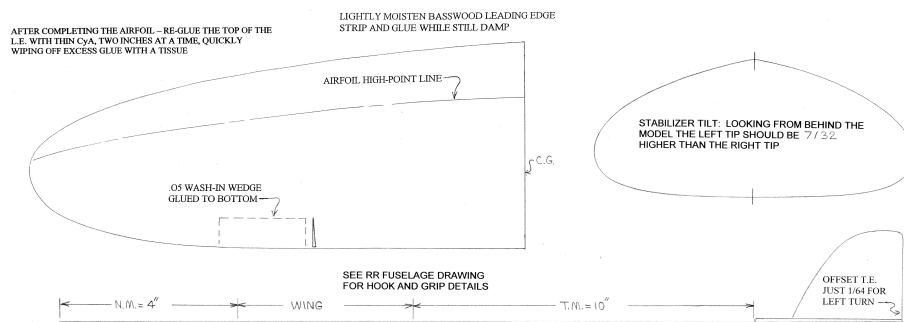 AFTER COMPLETING THE AIRFOIL – RE-GLUE THE TOP OF THE
L.E. WITH THIN CyA, TWO INCHES AT A TIME, QUICKLY
WIPING OFF EXCESS GLUE WITH A TISSUE
LIGHTLY MOISTEN BASSWOOD LEADING EDGE
STRIP AND GLUE WHILE STILL DAMP
AIRFOIL HIGH-POINT LINE
STABILIZER TILT: LOOKING FROM BEHIND THE
MODEL THE LEFT TIP SHOULD BE 7/32
HIGHER THAN THE RIGHT TIP
C.G.
.05 WASH-IN WEDGE
GLUED TO BOTTOM
SEE RR FUSELAGE DRAWING
FOR HOOK AND GRIP DETAILS
OFFSET T.E.
JUST 1/64 FOR
LEFT TURN
N.M. = 4"
WING
T.M. = 10"